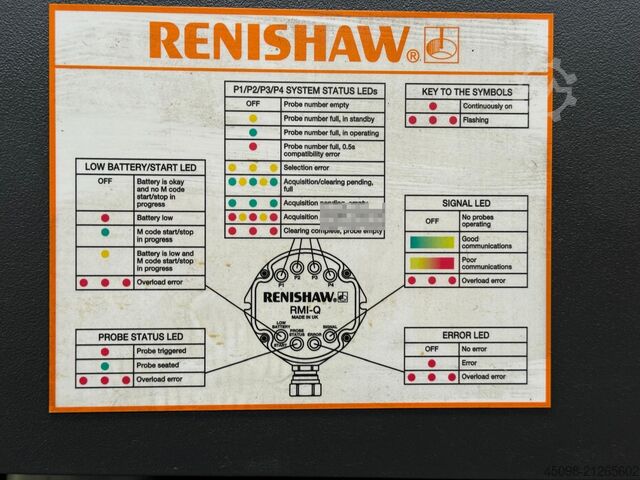 RENISHAW®
P1/P2/P3/P4 SYSTEM STATUS LEDs
OFF Probe number empty
Probe number full, in standby
Probe number full, in operating
Probe number full, 0.5s
compatibility error
Selection error
Acquisition/clearing pending,
full
Acquisition pending, empty
Acquisition
Clearing complete, probe empty
KEY TO THE SYMBOLS
Continuously on
Flashing
LOW BATTERY/START LED
OFF Battery is okay
and no M code
start/stop in
progress
Battery low
M code start/stop
in progress
Battery is low and
M code start/stop
in progress
Overload error
SIGNAL LED
OFF No probes
operating
Good
communications
Poor
communications
Overload error
PROBE STATUS LED
Probe triggered
Probe seated
Overload error
P1 P2 P3 P4
RENISHAW®
RMI-Q
MADE IN UK
LOW
BATTERY
START
PROBE
STATUS
ERROR
SIGNAL
ERROR LED
OFF No error
Error
Overload error
45098-21265602